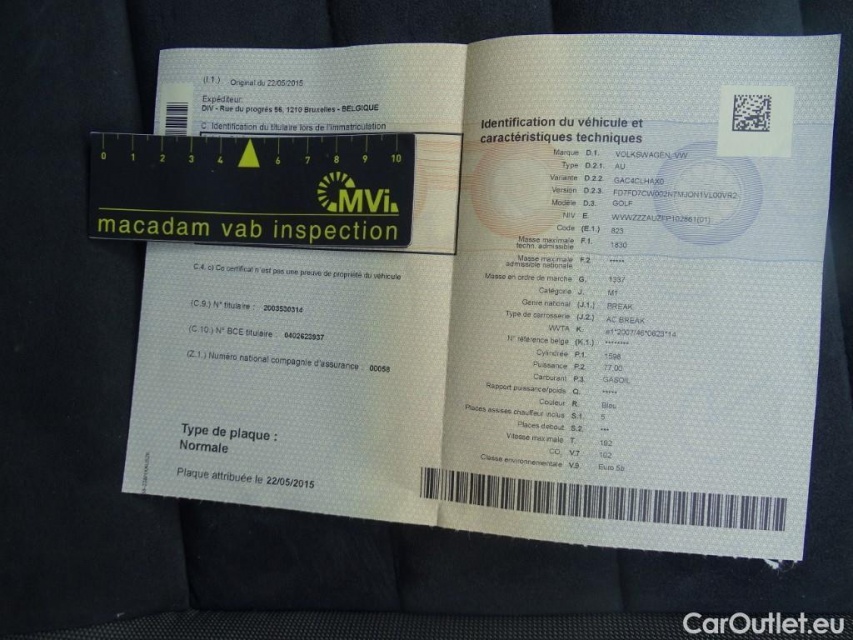 (I.1.) Original du 22/05/2015
Expéditeur:
DIV - Rue du progrès 56, 1210 Bruxelles - BELGIQUE
C. Identification du titulaire lors de l'immatriculation
0 1 2 3 4 6 7 8 9 10
MVi.
macadam vab inspection
C.4. c) Ce certificat n'est pas une preuve de propriété du véhicule
(C.9.) N° titulaire : 2003530314
(C.10.) N° BCE titulaire : 0402623937
(Z.1.) Numéro national compagnie d'assurance : 00058
Type de plaque :
Normale
Plaque attribuée le 22/05/2015
Identification du véhicule et
caractéristiques techniques
Marque D.1. VOLKSWAGEN, VW
Type D.2.1. AU
Variante D.2.2. GAC4CLHAX0
Version D.2.3.
Modèle D.3. GOLF
NIV E.
Code (E.1.) 823
Masse maximale
techn. admissible F.1. 1830
Masse maximale
admissible nationale F.2. *****
Masse en ordre de marche G. 1337
Catégorie J. M1
Genre national (J.1.) BREAK
Type de carrosserie (J.2.) AC BREAK
WVTA K. e1*2007/46*0623*14
N° référence belge (K.1.) ********
Cylindrée P.1. 1598
Puissance P.2. 77.00
Carburant P.3. GASOIL
Rapport puissance/poids Q. *****
Couleur R. Bleu
Places assises chauffeur inclus S.1. 5
Places debout S.2. ***
Vitesse maximale T. 192
CO₂ V.7. 102
Classe environnementale V.9. Euro 5b
CarOutlet.eu